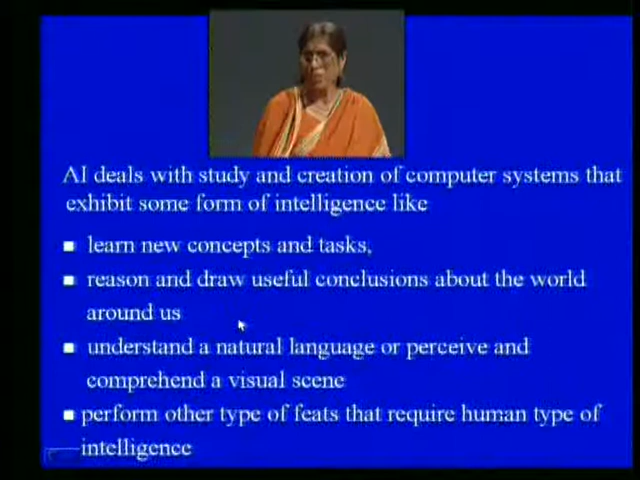 AI deals with study and creation of computer systems that
exhibit some form of intelligence like
learn new concepts and tasks,
reason and draw useful conclusions about the world
around us
understand a natural language or perceive and
comprehend a visual scene
perform other type of feats that require human type of
intelligence